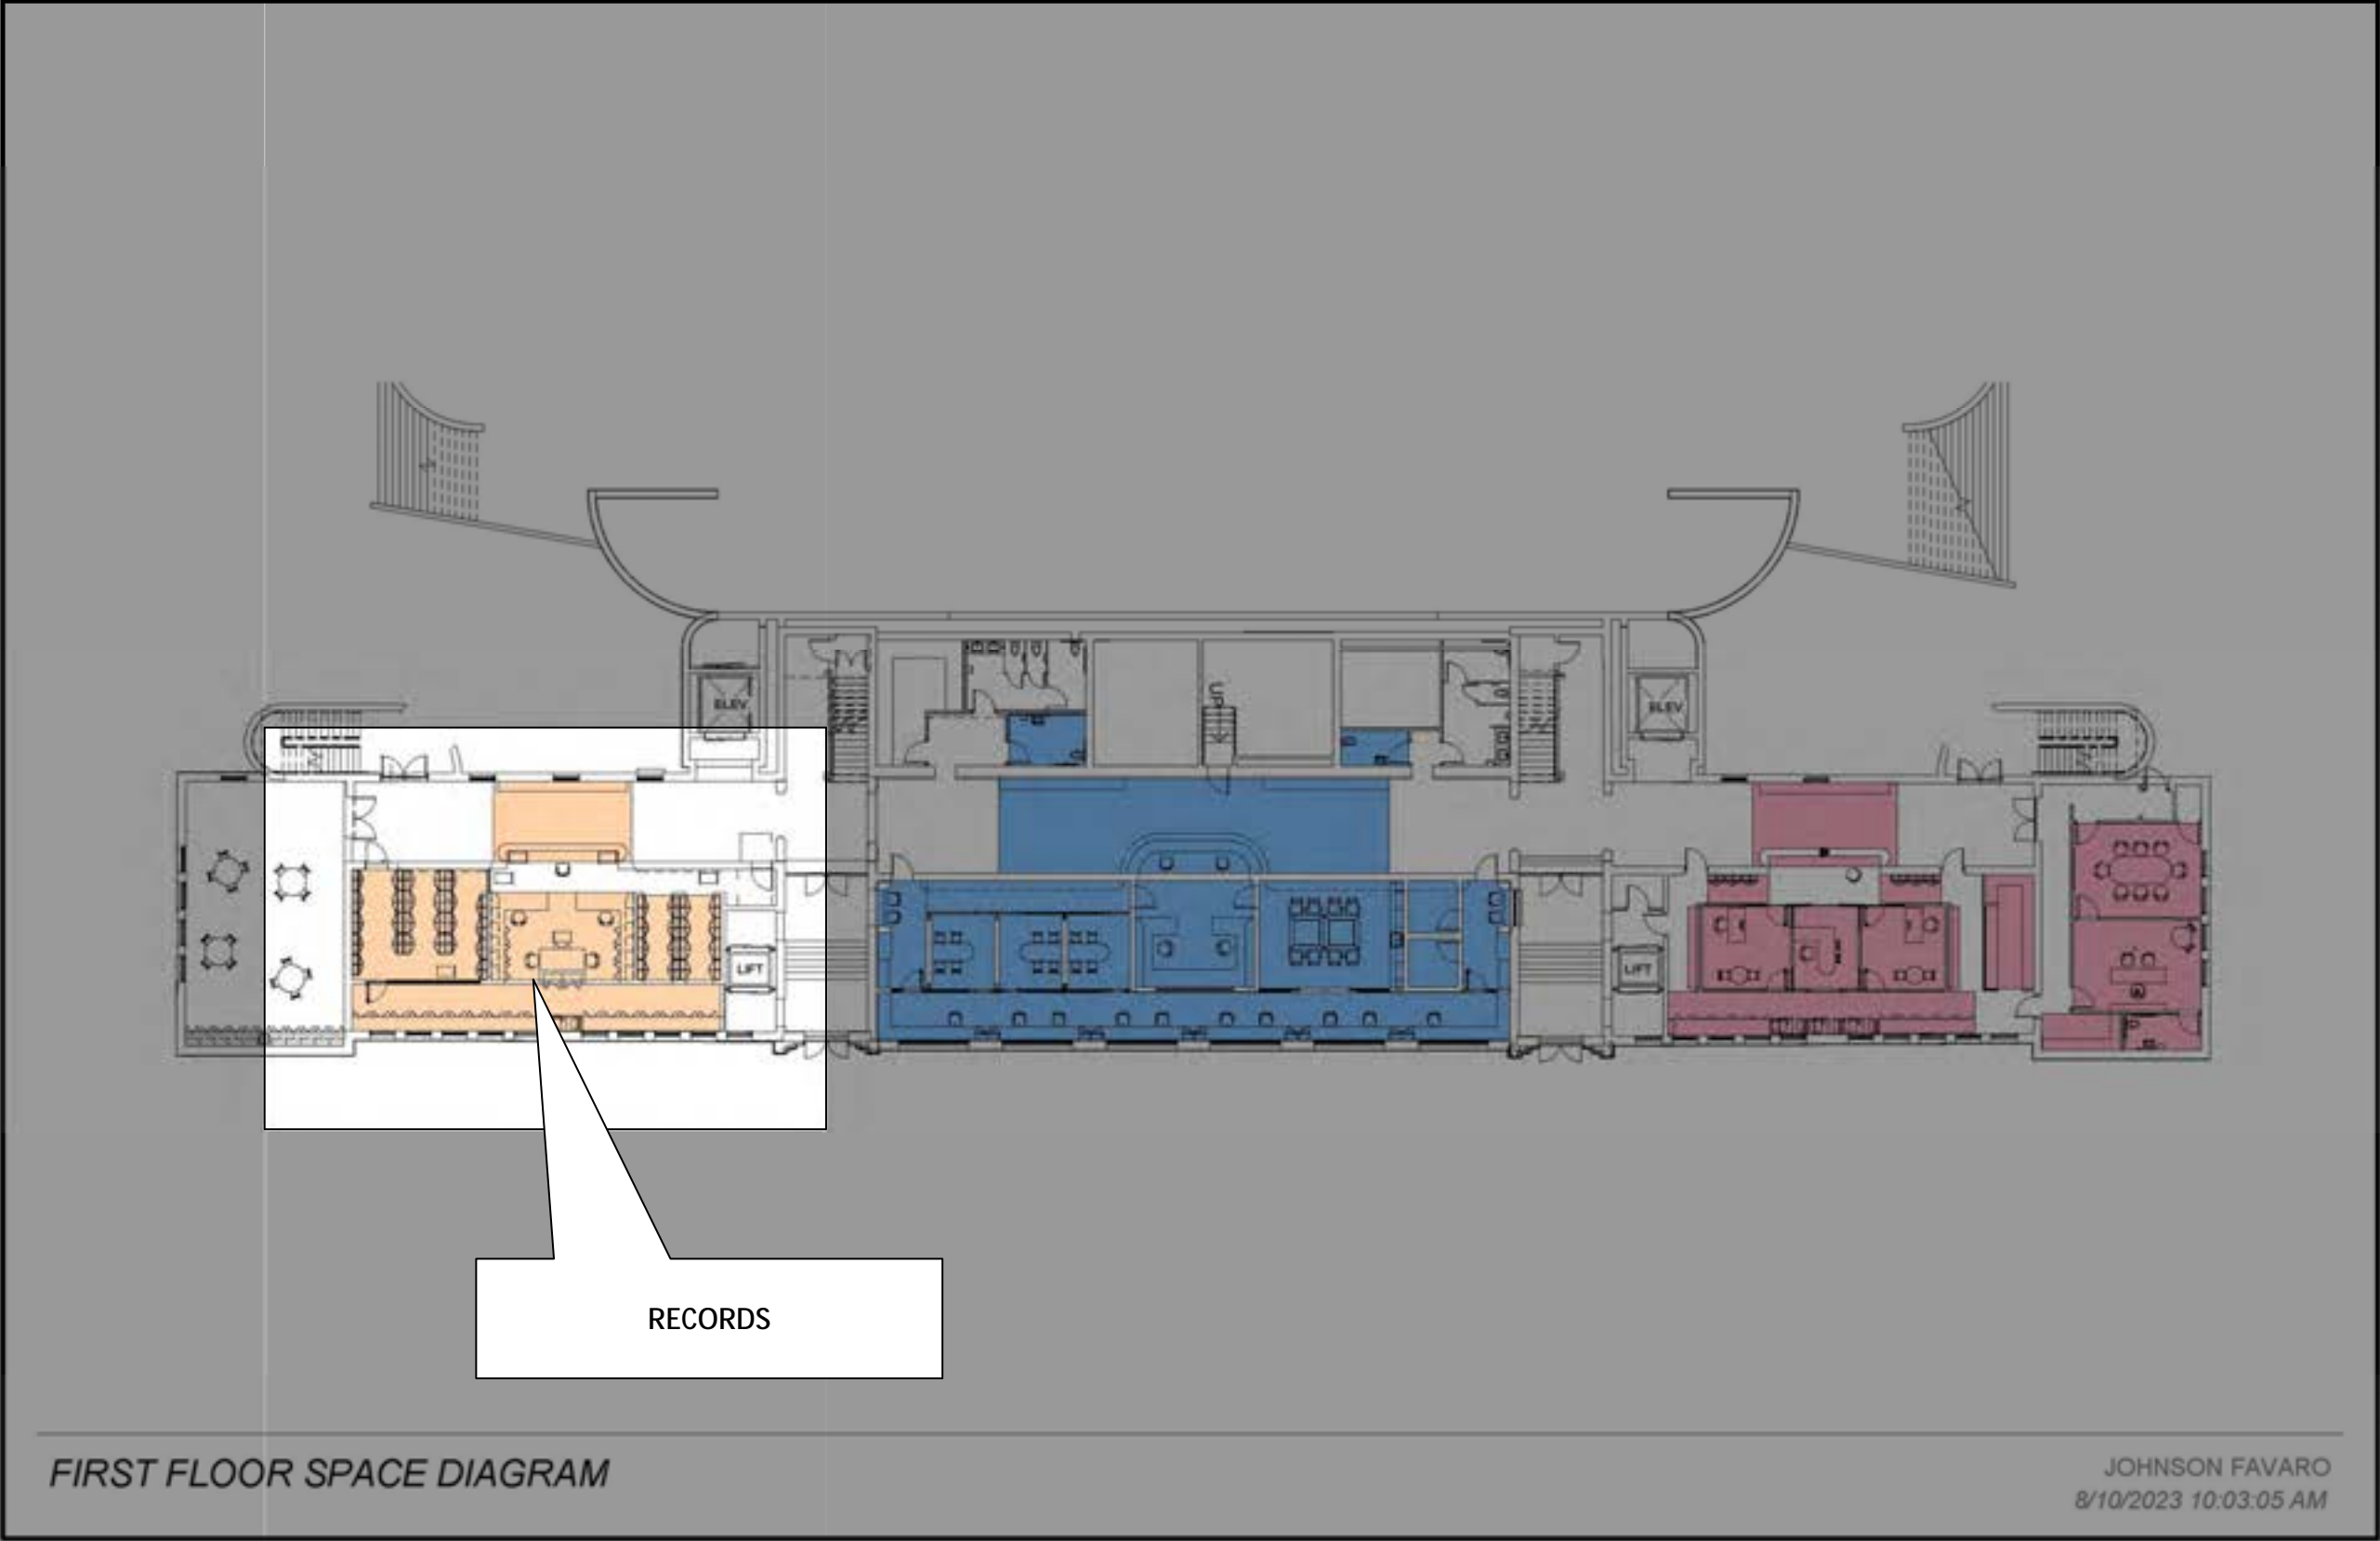 ELEV
ELEV
UP
LIFT
LIFT
RECORDS
FIRST FLOOR SPACE DIAGRAM
JOHNSON FAVARO
8/10/2023 10:03:05 AM